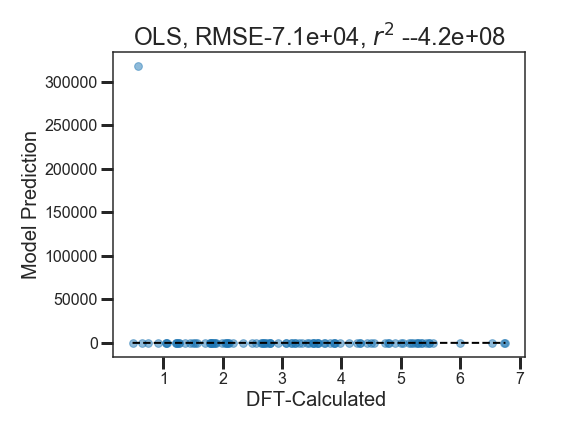 OLS, RMSE-7.1e+04, r² --4.2e+08
300000
250000
200000
150000
100000
50000
0
Model Prediction
1 2 3 4 5 6 7
DFT-Calculated